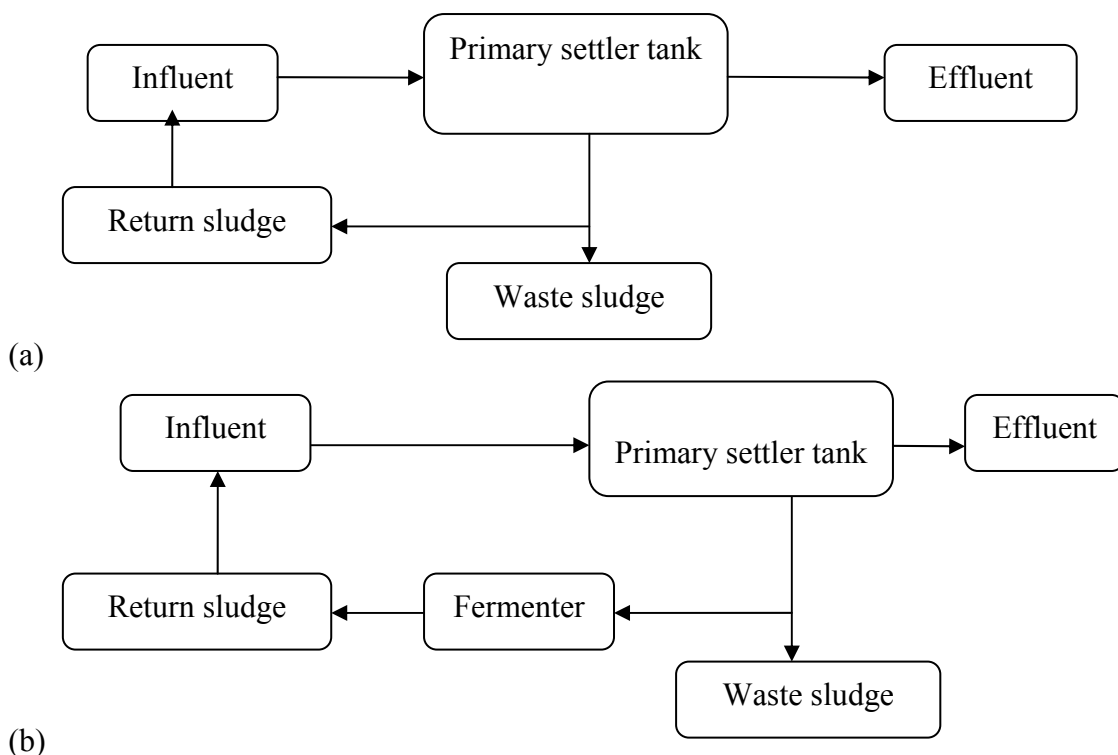 Primary settler tank
Influent
Effluent
Return sludge
Waste sludge
(a)
Influent
Effluent
Primary settler tank
Return sludge
Fermenter
Waste sludge
(b)